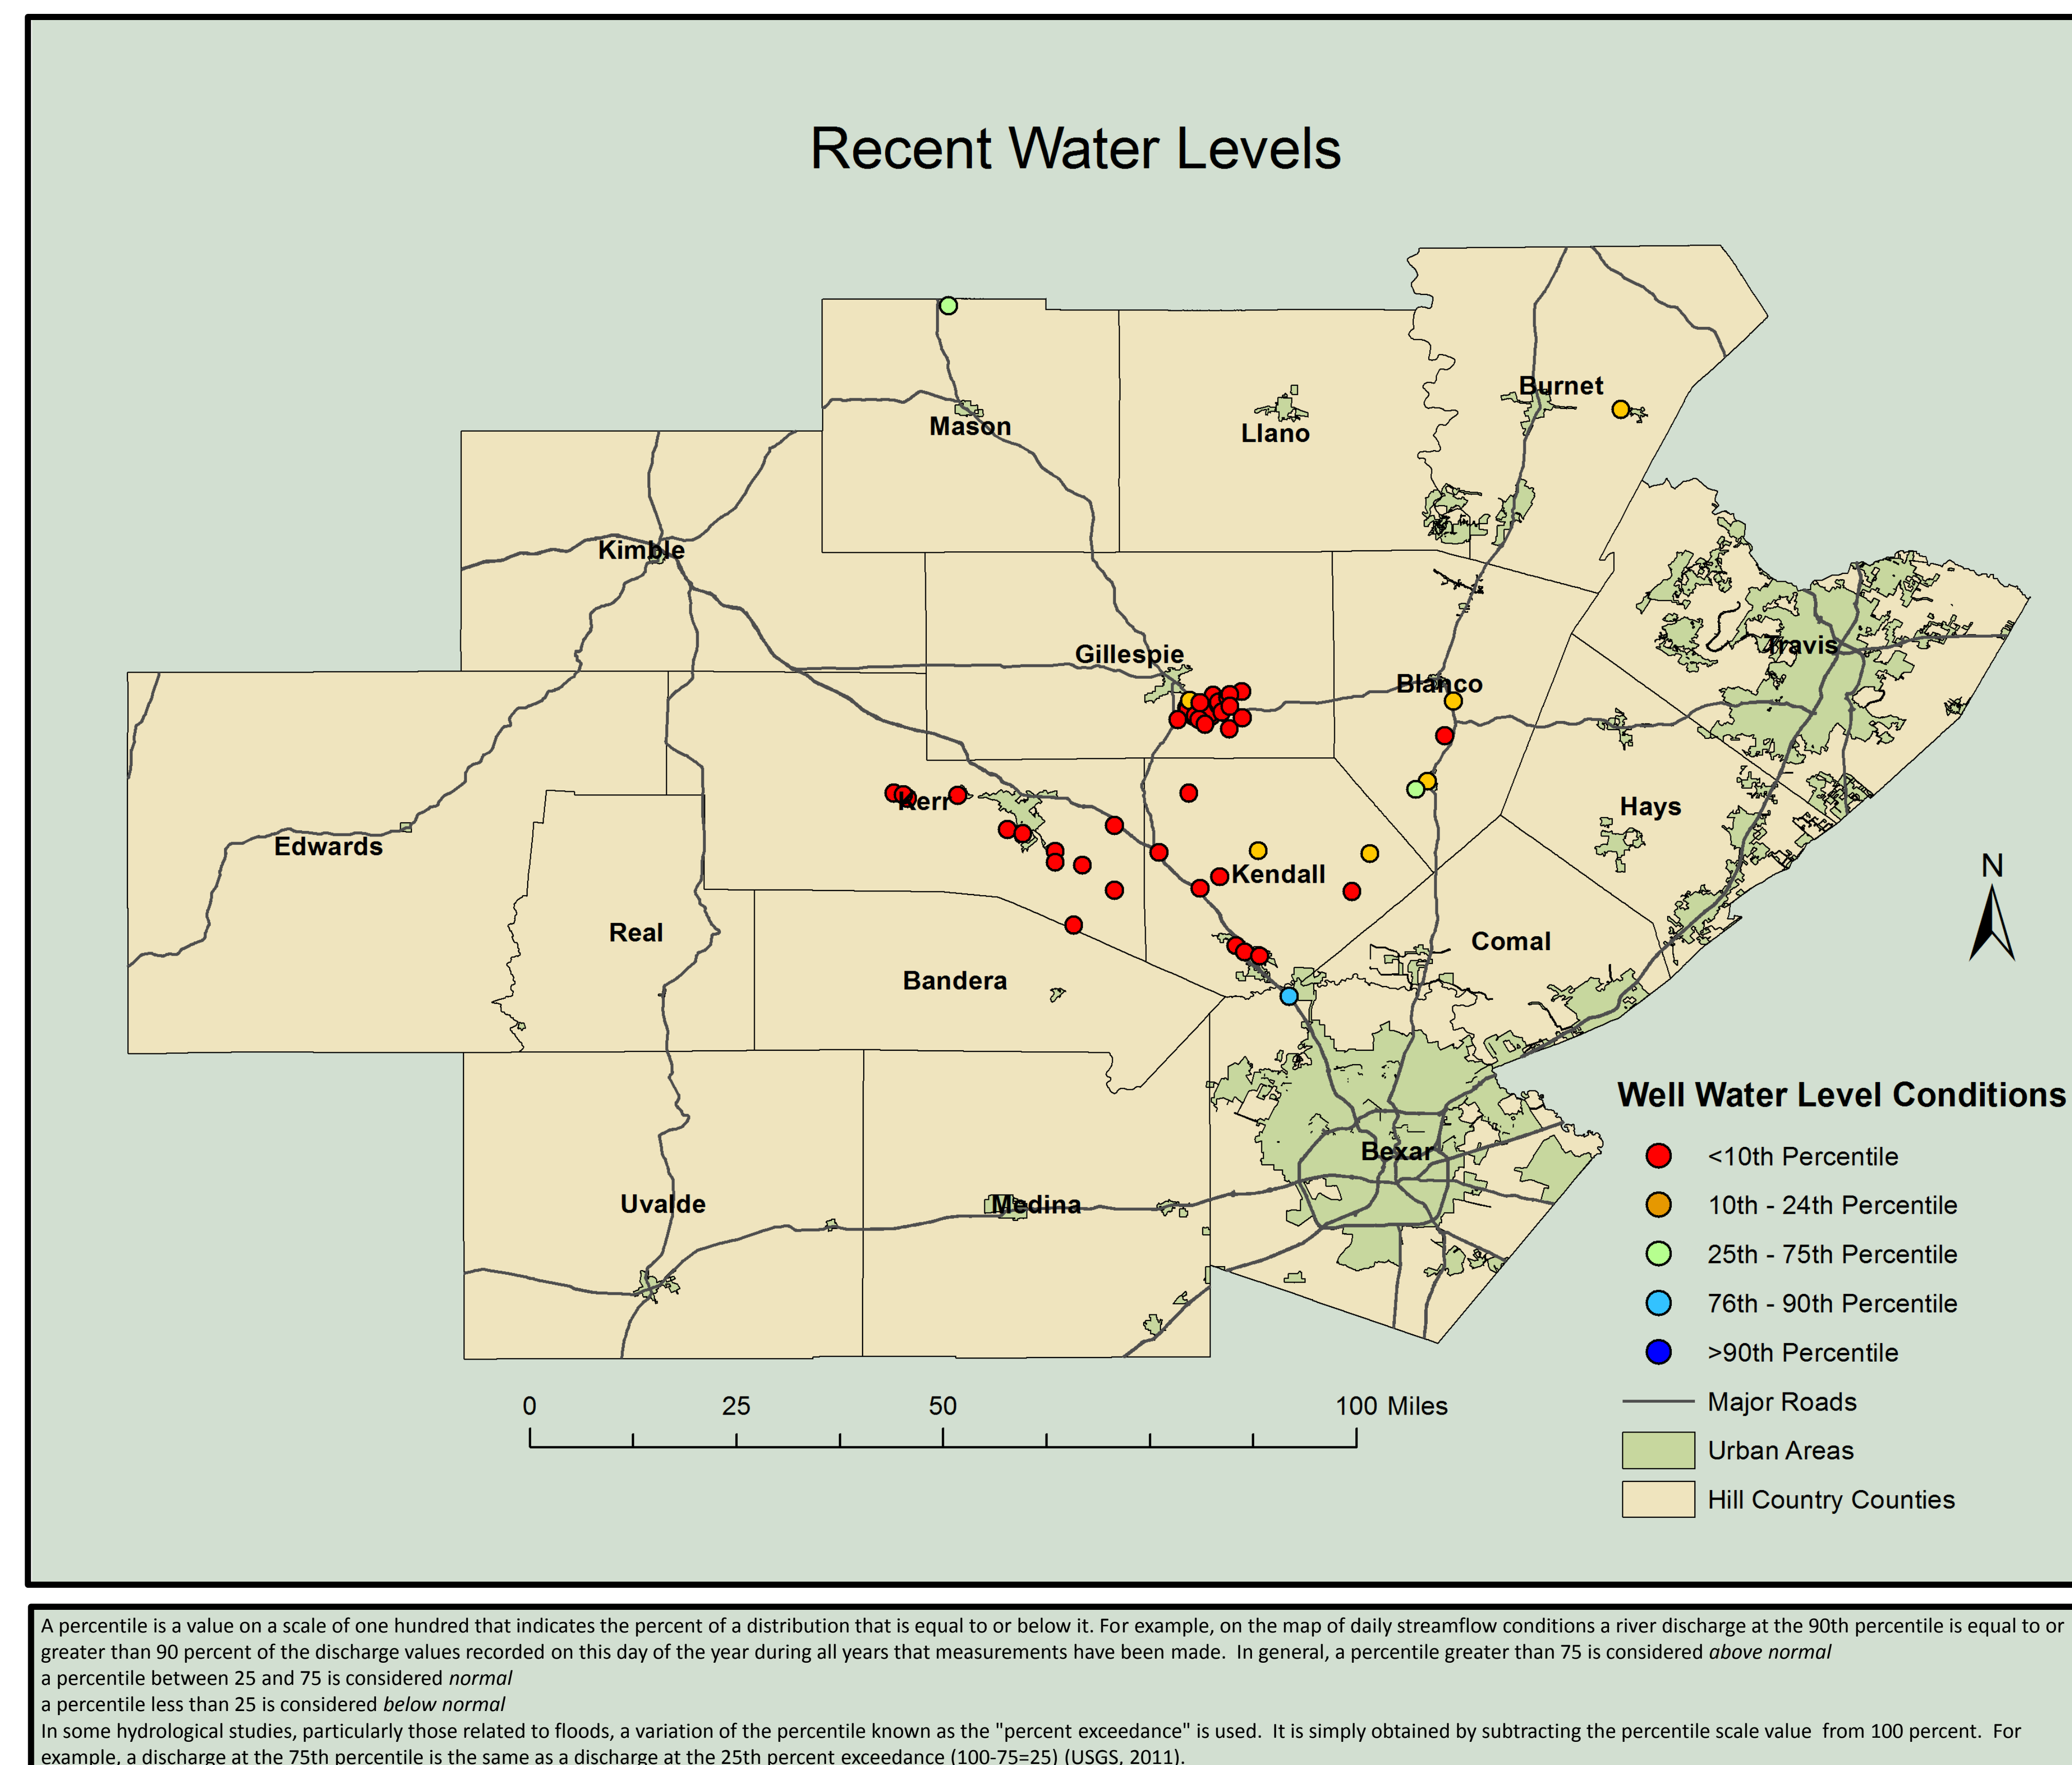 Recent Water Levels
Burnet
Mason
Llano
Kimble
Travis
Gillespie
Blanco
Kerr
Hays
Edwards
Kendall
Real
Comal
Bandera
N
Bexar
Uvalde
Medina
Well Water Level Conditions
<10th Percentile
10th - 24th Percentile
25th - 75th Percentile
76th - 90th Percentile
>90th Percentile
Major Roads
Urban Areas
Hill Country Counties
0 25 50 100 Miles
A percentile is a value on a scale of one hundred that indicates the percent of a distribution that is equal to or below it. For example, on the map of daily streamflow conditions a river discharge at the 90th percentile is equal to or
greater than 90 percent of the discharge values recorded on this day of the year during all years that measurements have been made. In general, a percentile greater than 75 is considered above normal
a percentile between 25 and 75 is considered normal
a percentile less than 25 is considered below normal
In some hydrological studies, particularly those related to floods, a variation of the percentile known as the "percent exceedance" is used. It is simply obtained by subtracting the percentile scale value from 100 percent. For
example, a discharge at the 75th percentile is the same as a discharge at the 25th percent exceedance (100-75=25) (USGS, 2011).